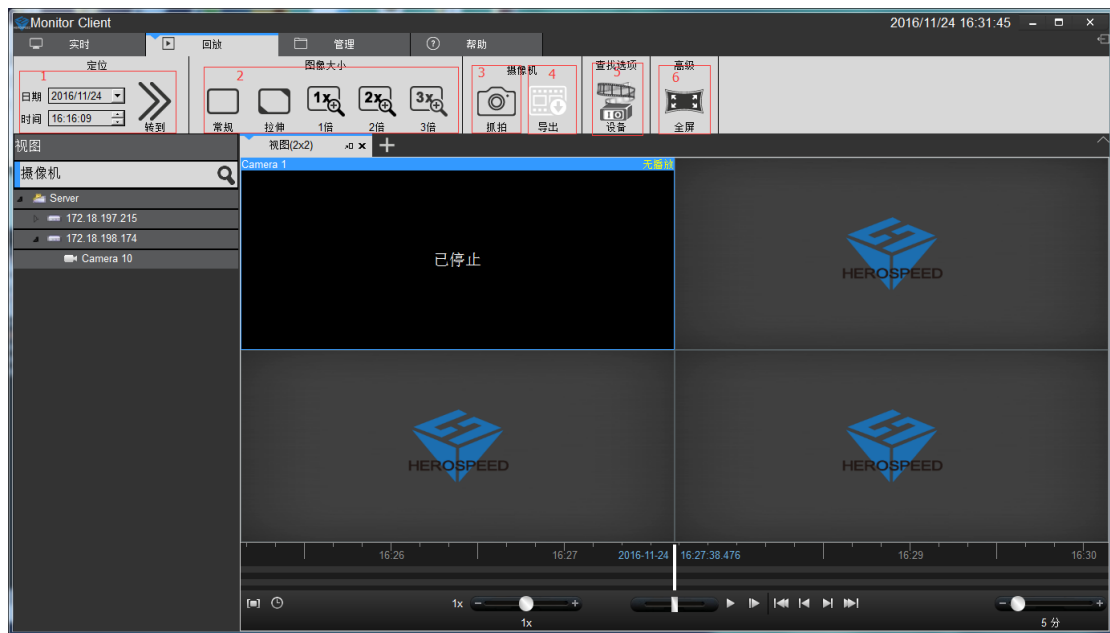 Monitor Client 2016/11/24 16:31:45
实时 回放 管理 帮助
定位 图像大小 摄像机 查找选项 高级
1 2 3 4 5 6
日期 2016/11/24
1x 2x 3x
时间 16:16:09 转到 常规 拉伸 1倍 2倍 3倍 抓拍 导出 设备 全屏
视图 视图(2x2)
摄像机 Camera 1 无播放
Server
172.18.197.215
172.18.198.174
Camera 10
已停止
HEROSPEED
HEROSPEED
HEROSPEED
16:26 16:27 2016-11-24 16:27:38.476 16:29 16:30
1x
1x 5 分